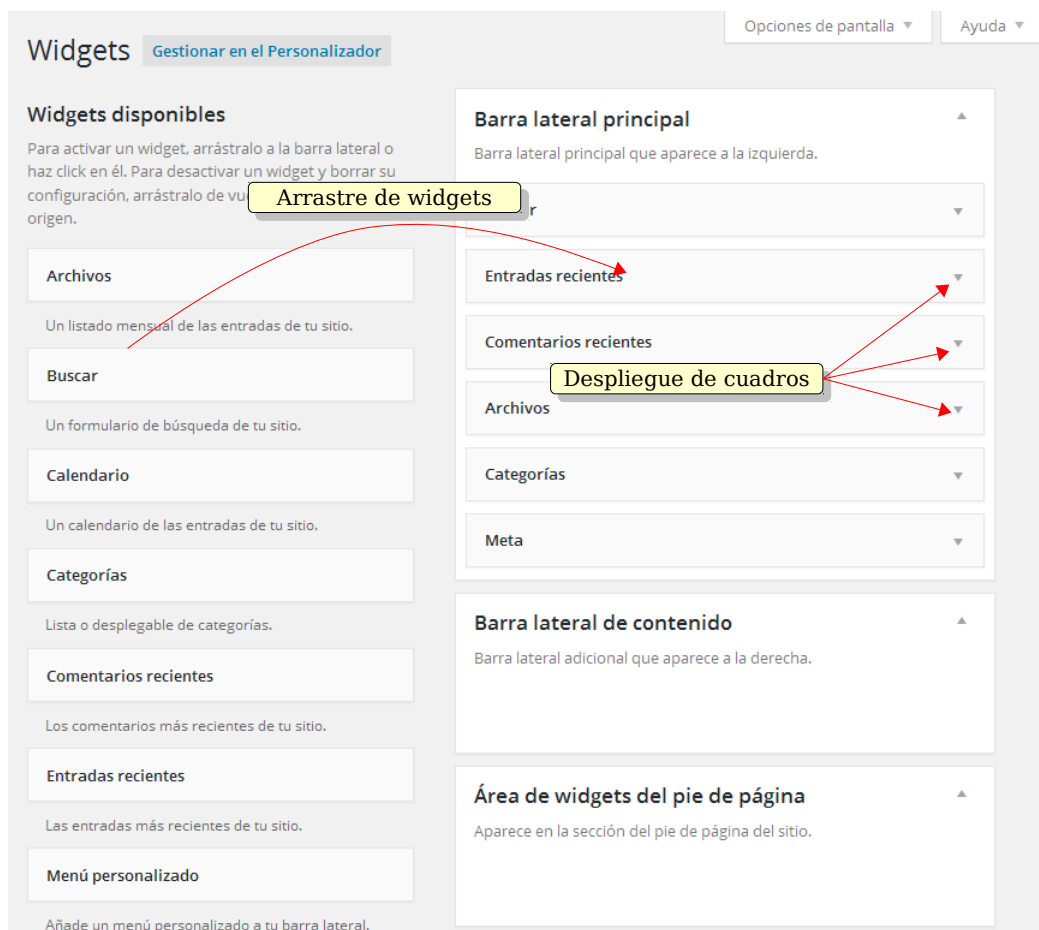 Opciones de pantalla
Ayuda
Widgets
Gestionar en el Personalizador
Widgets disponibles
Para activar un widget, arrástralo a la barra lateral o
haz click en él. Para desactivar un widget y borrar su
configuración, arrástralo de
origen.
Arrastre de widgets
Archivos
Un listado mensual de las entradas de tu sitio.
Buscar
Un formulario de búsqueda de tu sitio.
Calendario
Un calendario de las entradas de tu sitio.
Categorías
Lista o desplegable de categorías.
Comentarios recientes
Los comentarios más recientes de tu sitio.
Entradas recientes
Las entradas más recientes de tu sitio.
Menú personalizado
Añade un menú personalizado a tu barra lateral.
Barra lateral principal
Barra lateral principal que aparece a la izquierda.
Entradas recientes
Comentarios recientes
Despliegue de cuadros
Archivos
Categorías
Meta
Barra lateral de contenido
Barra lateral adicional que aparece a la derecha.
Área de widgets del pie de página
Aparece en la sección del pie de página del sitio.